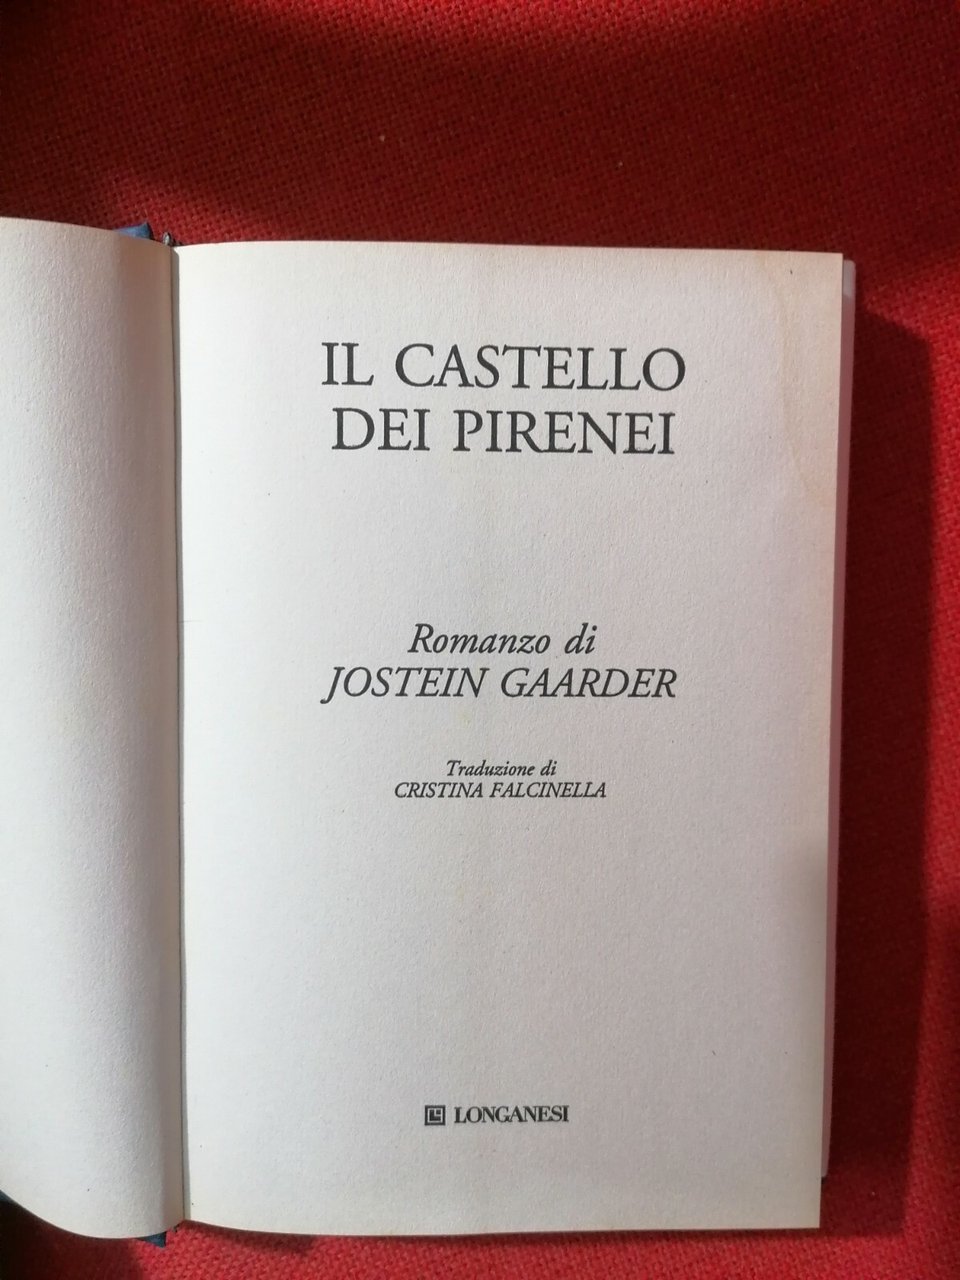 IL CASTELLO
DEI PIRENEI
Romanzo di
JOSTEIN GAARDER
Traduzione di
CRISTINA FALCINELLA
LONGANESI